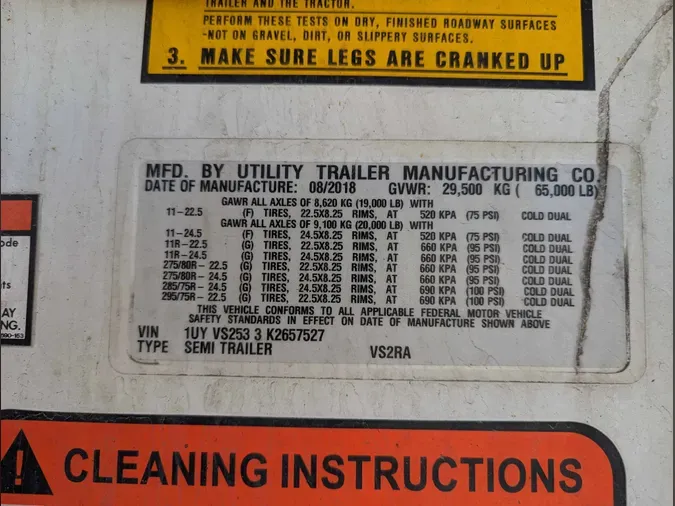 TRAILER AND THE TRACTOR.
PERFORM THESE TESTS ON DRY, FINISHED ROADWAY SURFACES
-NOT ON GRAVEL, DIRT, OR SLIPPERY SURFACES.
3. MAKE SURE LEGS ARE CRANKED UP
MFD. BY UTILITY TRAILER MANUFACTURING CO.
DATE OF MANUFACTURE: 08/2018 GVWR: 29,500 KG ( 65,000 LB)
GAWR ALL AXLES OF 8,620 KG (19,000 LB) WITH
11-22.5 (F) TIRES, 22.5X8.25 RIMS, AT 520 KPA (75 PSI) COLD DUAL
GAWR ALL AXLES OF 9,100 KG (20,000 LB) WITH
11-24.5 (F) TIRES, 24.5X8.25 RIMS, AT 520 KPA (75 PSI) COLD DUAL
11R-22.5 (G) TIRES, 22.5X8.25 RIMS, AT 660 KPA (95 PSI) COLD DUAL
11R-24.5 (G) TIRES, 24.5X8.25 RIMS, AT 660 KPA (95 PSI) COLD DUAL
275/80R-22.5 (G) TIRES, 22.5X8.25 RIMS, AT 660 KPA (95 PSI) COLD DUAL
275/80R-24.5 (G) TIRES, 24.5X8.25 RIMS, AT 660 KPA (95 PSI) COLD DUAL
285/75R-24.5 (G) TIRES, 24.5X8.25 RIMS, AT 690 KPA (100 PSI) COLD DUAL
295/75R-22.5 (G) TIRES, 22.5X8.25 RIMS, AT 690 KPA (100 PSI) COLD DUAL
THIS VEHICLE CONFORMS TO ALL APPLICABLE FEDERAL MOTOR VEHICLE
SAFETY STANDARDS IN EFFECT ON DATE OF MANUFACTURE SHOWN ABOVE
VIN 1UY VS253 3 K2657527
TYPE SEMI TRAILER VS2RA
ode
ts
AY
NG.
CLEANING INSTRUCTIONS